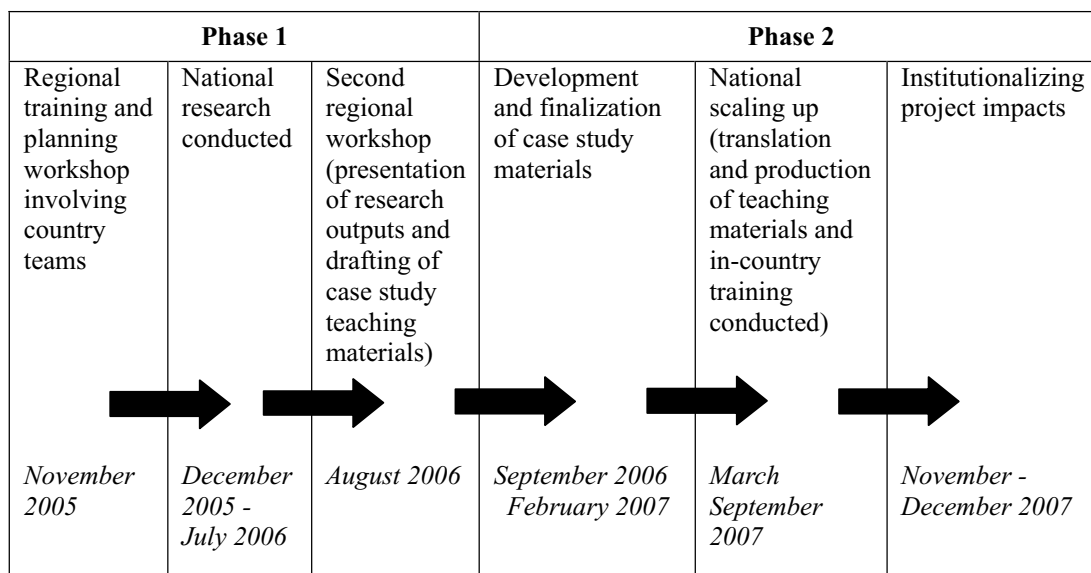 Phase 1
Phase 2
Regional
training and
planning
workshop
involving
country
teams
National
research
conducted
Second
regional
workshop
(presentation
of research
outputs and
drafting of
case study
teaching
materials)
Development
and finalization
of case study
materials
National
scaling up
(translation
and production
of teaching
materials and
in-country
training
conducted)
Institutionalizing
project impacts
November
2005
December
2005 -
July 2006
August 2006
September 2006
February 2007
March
September
2007
November -
December 2007